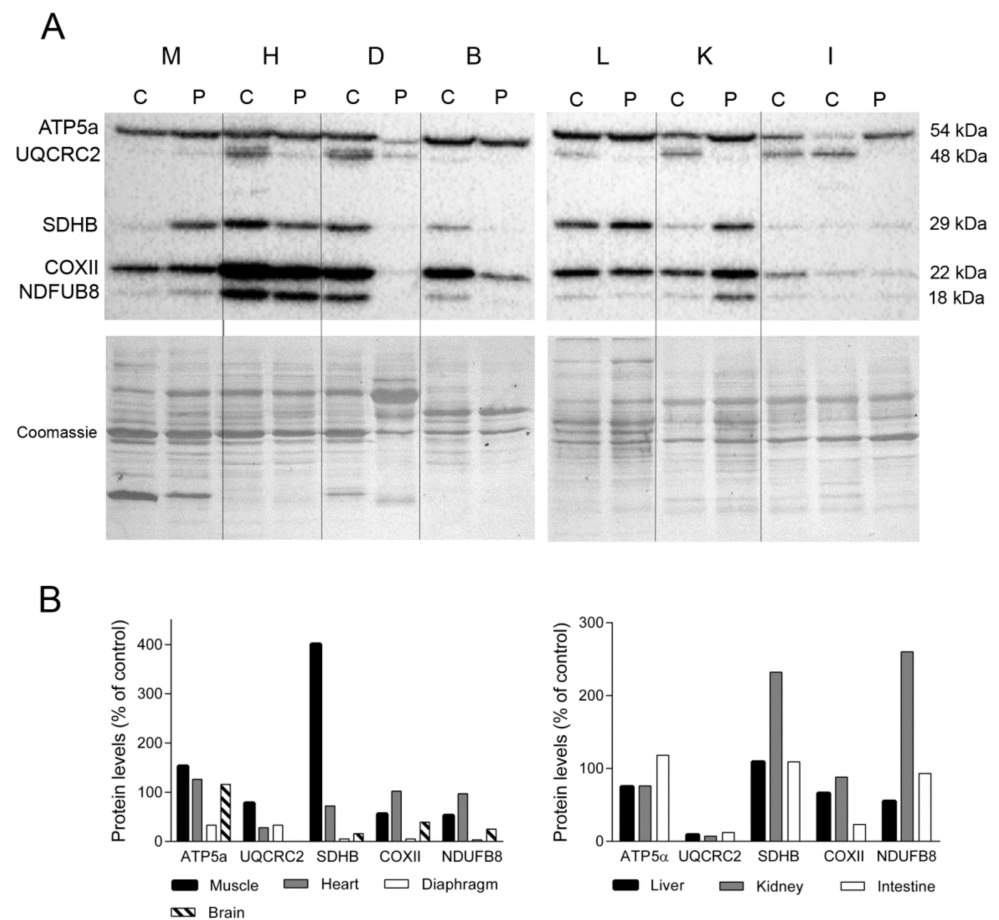 A
M H D B L K I
C P C P C P C P C P C P C C P
ATP5a 54 kDa
UQCRC2 48 kDa
SDHB 29 kDa
COXII 22 kDa
NDFUB8 18 kDa
Coomassie
B
Protein levels (% of control)
400
300
200
100
0
ATP5a UQCRC2 SDHB COXII NDUFB8
Muscle Heart Diaphragm
Brain
Protein levels (% of control)
300
200
100
0
ATP5α UQCRC2 SDHB COXII NDUFB8
Liver Kidney Intestine